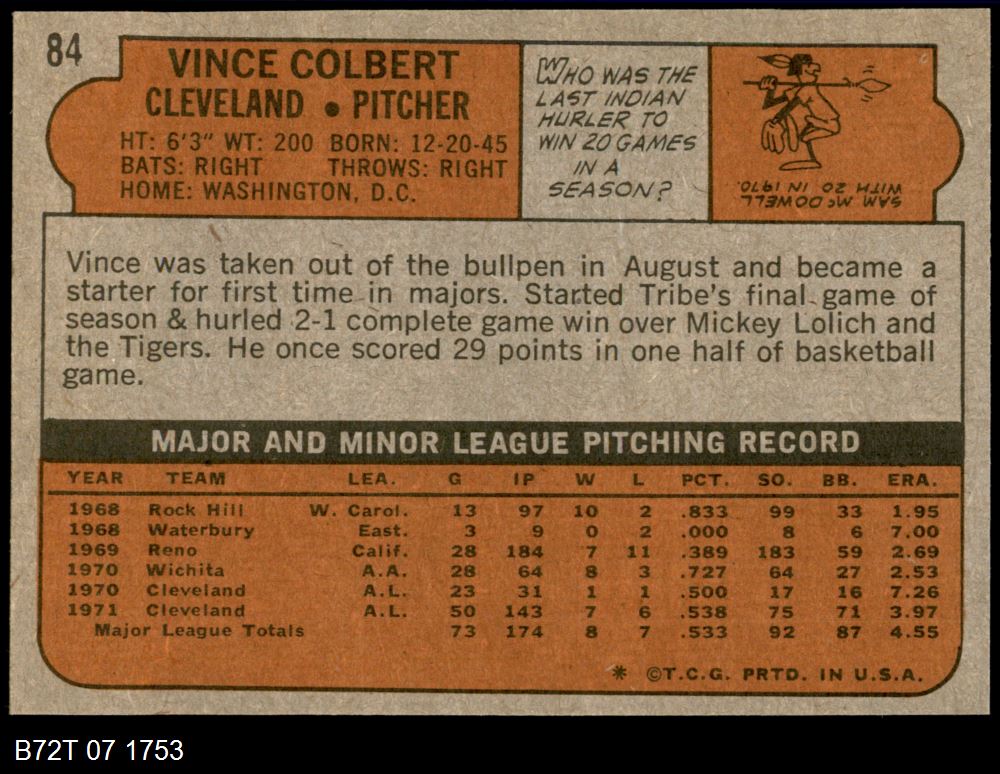 84
VINCE COLBERT
CLEVELAND • PITCHER
HT: 6'3" WT: 200 BORN: 12-20-45
BATS: RIGHT THROWS: RIGHT
HOME: WASHINGTON, D.C.
WHO WAS THE
LAST INDIAN
HURLER TO
WIN 20 GAMES
IN A
SEASON?
SAM McDOWELL
WITH 20 IN 1970.
Vince was taken out of the bullpen in August and became a
starter for first time in majors. Started Tribe's final game of
season & hurled 2-1 complete game win over Mickey Lolich and
the Tigers. He once scored 29 points in one half of basketball
game.
MAJOR AND MINOR LEAGUE PITCHING RECORD
YEAR TEAM LEA. G IP W L PCT. SO. BB. ERA.
1968 Rock Hill W. Carol. 13 97 10 2 .833 99 33 1.95
1968 Waterbury East. 3 9 0 2 .000 8 6 7.00
1969 Reno Calif. 28 184 7 11 .389 183 59 2.69
1970 Wichita A.A. 28 64 8 3 .727 64 27 2.53
1970 Cleveland A.L. 23 31 1 1 .500 17 16 7.26
1971 Cleveland A.L. 50 143 7 6 .538 75 71 3.97
Major League Totals 73 174 8 7 .533 92 87 4.55
* ©T.C.G. PRTD. IN U.S.A.
B72T 07 1753